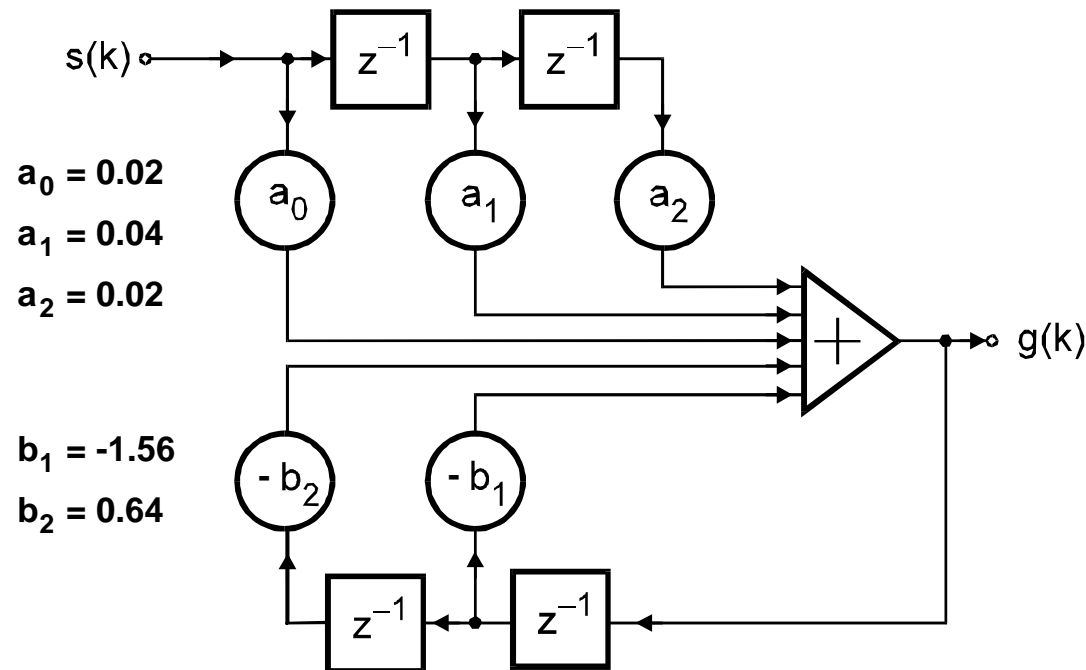 s(k)
z⁻¹
z⁻¹
a₀ = 0.02
a₁ = 0.04
a₂ = 0.02
a₀
a₁
a₂
+
g(k)
b₁ = -1.56
b₂ = 0.64
- b₂
- b₁
z⁻¹
z⁻¹